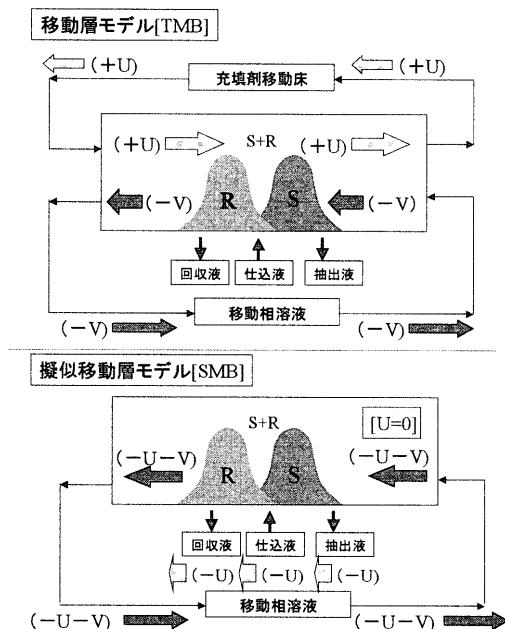 移動層モデル[TMB]
(+U) (+U)
充填剤移動床
(+U) S+R (+U)
(-V) R S (-V)
回収液 仕込液 抽出液
移動相溶液
(-V) (-V)
擬似移動層モデル[SMB]
S+R [U=0]
(-U-V) (-U-V)
R S
回収液 仕込液 抽出液
(-U) (-U) (-U)
移動相溶液
(-U-V) (-U-V)